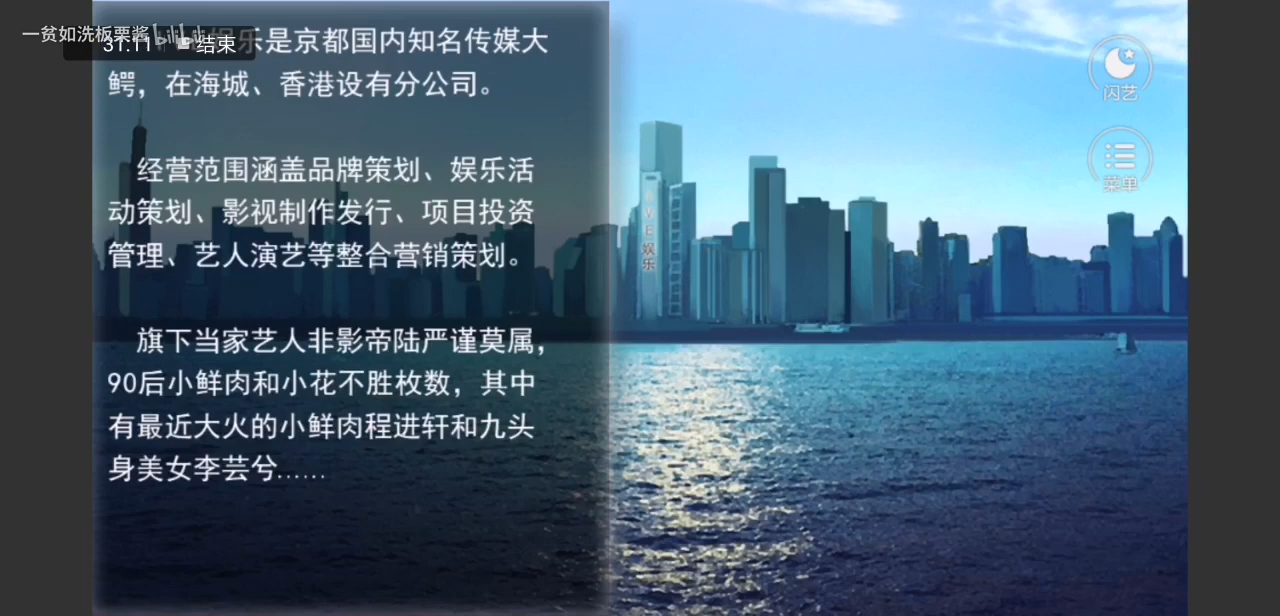 一贫如洗板栗酱 bilibili
31:11 结束
乐是京都国内知名传媒大
鳄，在海城、香港设有分公司。
经营范围涵盖品牌策划、娱乐活
动策划、影视制作发行、项目投资
管理、艺人演艺等整合营销策划。
旗下当家艺人非影帝陆严谨莫属，
90后小鲜肉和小花不胜枚数，其中
有最近大火的小鲜肉程进轩和九头
身美女李芸兮......
娱乐
闪艺
菜单